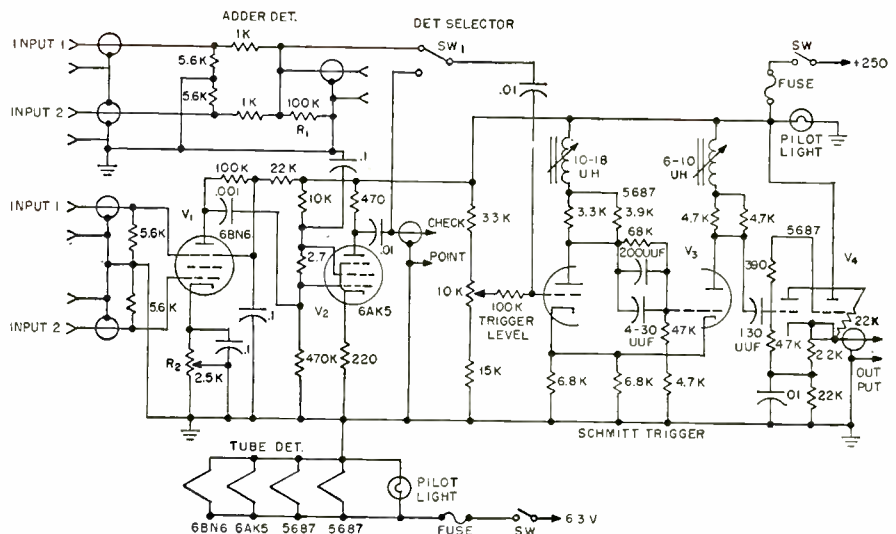 ADDER DET.
DET SELECTOR
INPUT 1
1K
SW1
SW
+250
5.6K
5.6K
.01
FUSE
INPUT 2
1K
100K
R1
PILOT
LIGHT
.1
10-18
UH
6-10
UH
100K
22K
.001
10K
470
5687
INPUT 1
V1
6BN6
33K
3.3K
3.9K
4.7K
4.7K
CHECK
68K
5687
5.6K
.01
200UUF
V3
390
V4
2.7
POINT
10K
5.6K
V2
6AK5
100K
TRIGGER
LEVEL
.1
4-30
UUF
47K
130
UUF
22K
INPUT 2
.1
R2
2.5K
470K
220
15K
6.8K
6.8K
4.7K
47K
2.2K
OUT
PUT
.01
22K
SCHMITT TRIGGER
TUBE DET.
PILOT
LIGHT
6BN6
6AK5
5687
5687
FUSE
SW
6.3 V